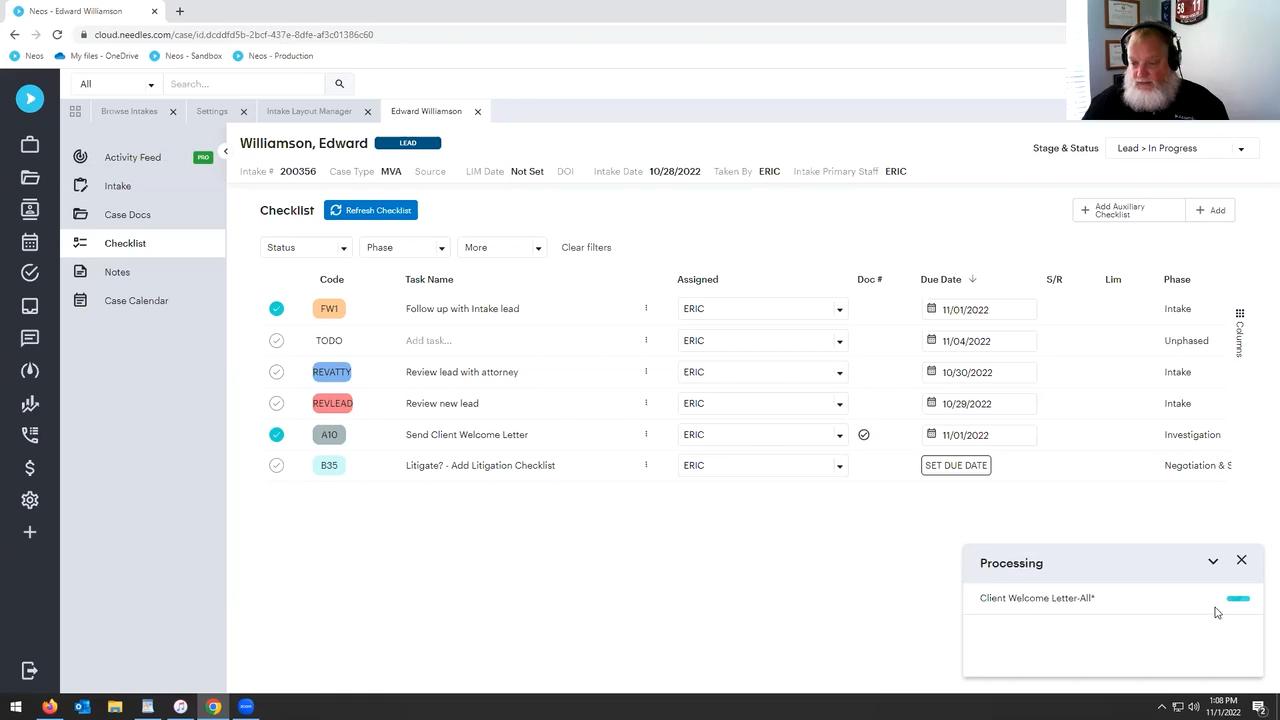 Neos - Edward Williamson
cloud.needles.com/case/id.dcddfd5b-2bcf-437e-8dfe-af3c01386c60
Neos My files - OneDrive Neos - Sandbox Neos - Production
All Search...
Browse Intakes Settings Intake Layout Manager Edward Williamson
Williamson, Edward LEAD
Stage & Status Lead > In Progress
Intake # 200356 Case Type MVA Source LIM Date Not Set DOI Intake Date 10/28/2022 Taken By ERIC Intake Primary Staff ERIC
Activity Feed PRO
Intake
Case Docs
Checklist
Notes
Case Calendar
Checklist Refresh Checklist
Add Auxiliary
Checklist
Add
Status Phase More Clear filters
Code Task Name Assigned Doc # Due Date S/R Lim Phase
FW1 Follow up with Intake lead ERIC 11/01/2022 Intake
TODO Add task... ERIC 11/04/2022 Unphased
REVATTY Review lead with attorney ERIC 10/30/2022 Intake
REVLEAD Review new lead ERIC 10/29/2022 Intake
A10 Send Client Welcome Letter ERIC 11/01/2022 Investigation
B35 Litigate? - Add Litigation Checklist ERIC SET DUE DATE Negotiation & S
Columns
Processing
Client Welcome Letter-All*
1:08 PM
11/1/2022
2
58 11